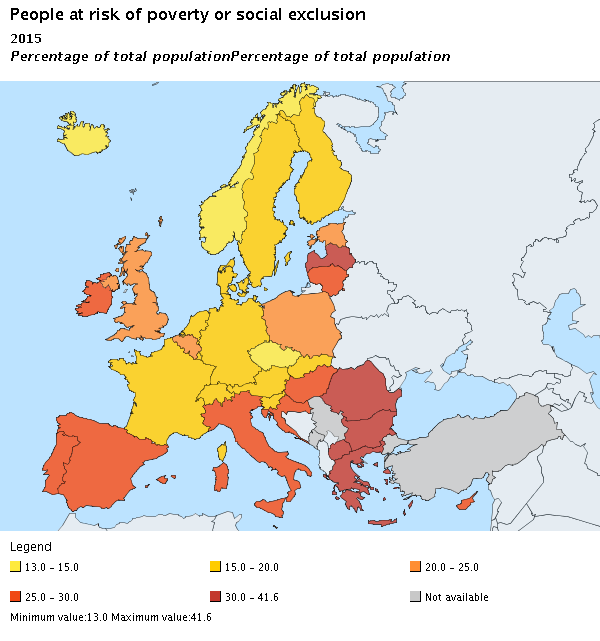 People at risk of poverty or social exclusion
2015
Percentage of total populationPercentage of total population
Legend
13.0 – 15.0
15.0 – 20.0
20.0 – 25.0
25.0 – 30.0
30.0 – 41.6
Not available
Minimum value:13.0 Maximum value:41.6